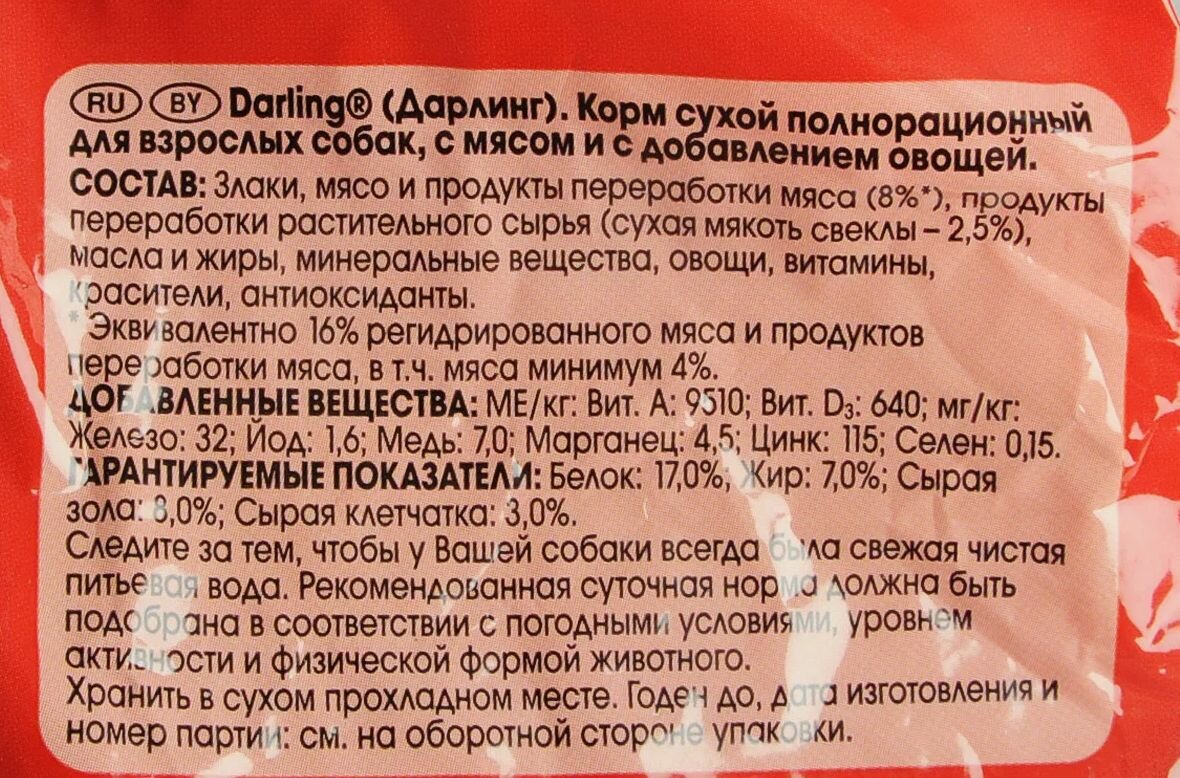 RU BY Darling® (Дарлинг). Корм сухой полнорационный
для взрослых собак, с мясом и с добавлением овощей.
СОСТАВ: Злаки, мясо и продукты переработки мяса (8%*), продукты
переработки растительного сырья (сухая мякоть свеклы – 2,5%),
масла и жиры, минеральные вещества, овощи, витамины,
красители, антиоксиданты.
* Эквивалентно 16% регидрированного мяса и продуктов
переработки мяса, в т.ч. мяса минимум 4%.
ДОБАВЛЕННЫЕ ВЕЩЕСТВА: МЕ/кг: Вит. А: 9510; Вит. D₃: 640; мг/кг:
Железо: 32; Йод: 1,6; Медь: 7,0; Марганец: 4,5; Цинк: 115; Селен: 0,15.
ГАРАНТИРУЕМЫЕ ПОКАЗАТЕЛИ: Белок: 17,0%; Жир: 7,0%; Сырая
зола: 8,0%; Сырая клетчатка: 3,0%.
Следите за тем, чтобы у Вашей собаки всегда была свежая чистая
питьевая вода. Рекомендованная суточная норма должна быть
подобрана в соответствии с погодными условиями, уровнем
активности и физической формой животного.
Хранить в сухом прохладном месте. Годен до, дата изготовления и
номер партии: см. на оборотной стороне упаковки.